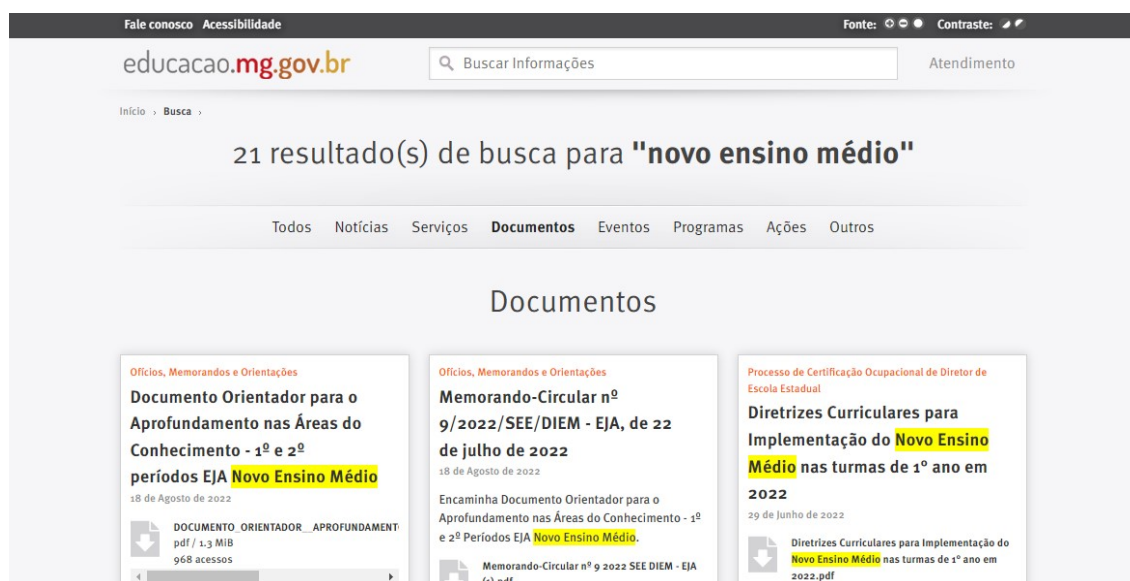 Fale conosco Acessibilidade
Fonte: Contraste:
educacao.mg.gov.br
Buscar Informações
Atendimento
Início › Busca ›
21 resultado(s) de busca para "novo ensino médio"
Todos Notícias Serviços Documentos Eventos Programas Ações Outros
Documentos
Ofícios, Memorandos e Orientações
Documento Orientador para o
Aprofundamento nas Áreas do
Conhecimento - 1º e 2º
períodos EJA Novo Ensino Médio
18 de Agosto de 2022
DOCUMENTO_ORIENTADOR__APROFUNDAMENT
pdf / 1.3 MiB
968 acessos
Ofícios, Memorandos e Orientações
Memorando-Circular nº
9/2022/SEE/DIEM - EJA, de 22
de julho de 2022
18 de Agosto de 2022
Encaminha Documento Orientador para o
Aprofundamento nas Áreas do Conhecimento - 1º
e 2º Períodos EJA Novo Ensino Médio.
Memorando-Circular nº 9 2022 SEE DIEM - EJA
(1).pdf
Processo de Certificação Ocupacional de Diretor de
Escola Estadual
Diretrizes Curriculares para
Implementação do Novo Ensino
Médio nas turmas de 1º ano em
2022
29 de Junho de 2022
Diretrizes Curriculares para Implementação do
Novo Ensino Médio nas turmas de 1º ano em
2022.pdf